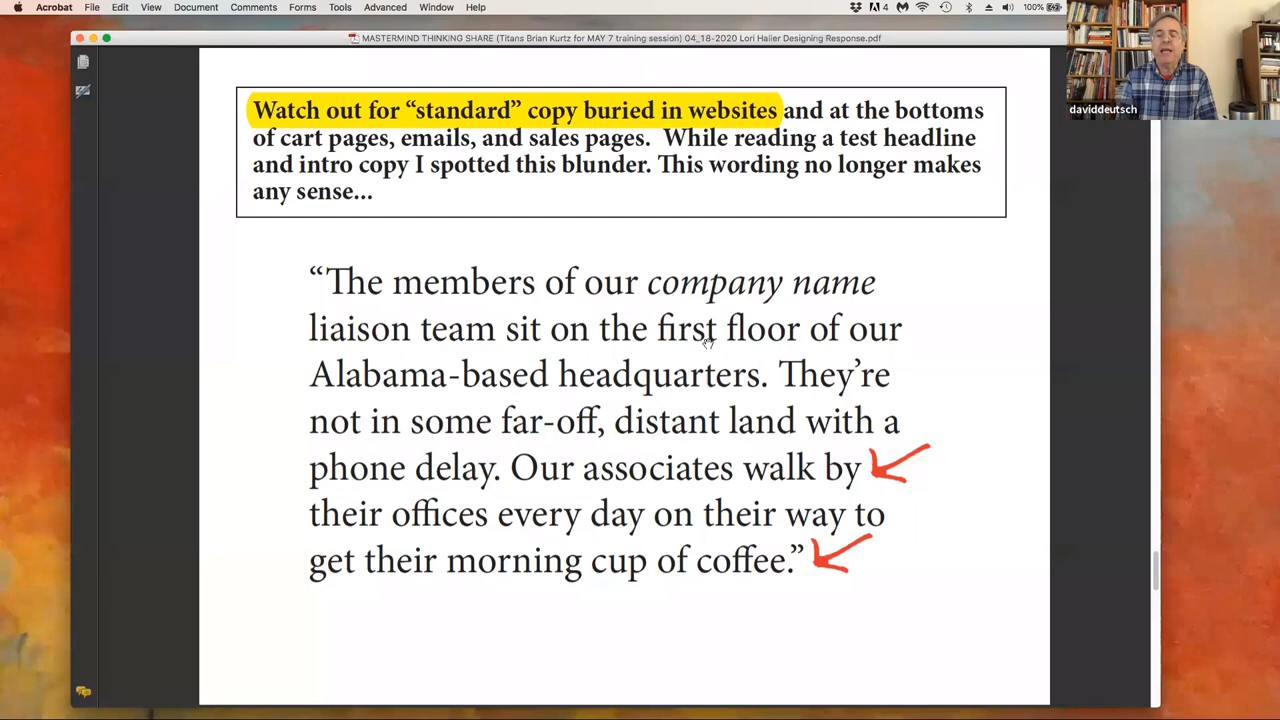 Acrobat File Edit View Document Comments Forms Tools Advanced Window Help 4 100%
MASTERMIND THINKING SHARE (Titans Brian Kurtz for MAY 7 training session) 04_18-2020 Lori Haller Designing Response.pdf
daviddeutsch
Watch out for “standard” copy buried in websites and at the bottoms
of cart pages, emails, and sales pages.  While reading a test headline
and intro copy I spotted this blunder. This wording no longer makes
any sense...
“The members of our company name
liaison team sit on the first floor of our
Alabama-based headquarters. They’re
not in some far-off, distant land with a
phone delay. Our associates walk by
their offices every day on their way to
get their morning cup of coffee.”